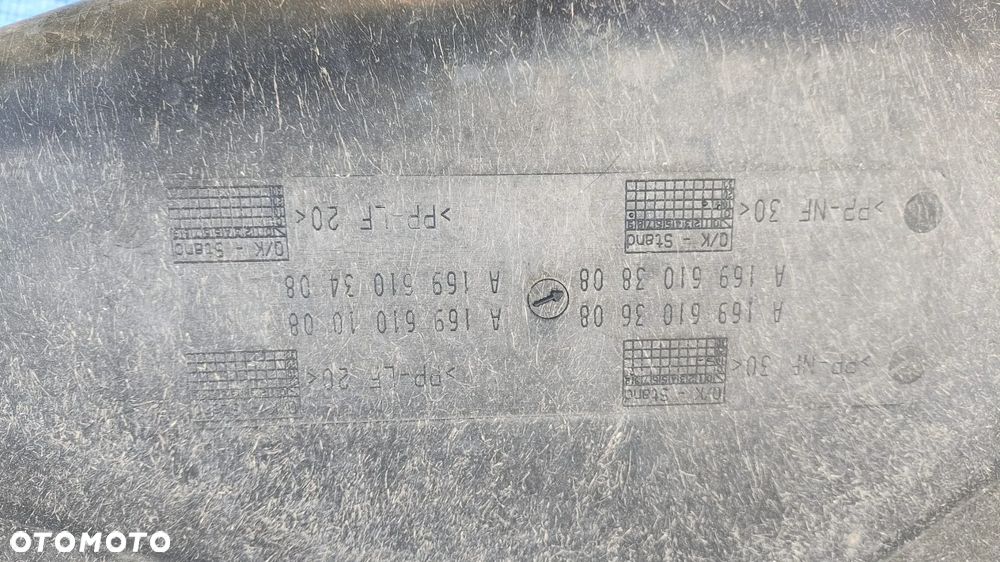 >PP-NF 30<
Q/K - Stand
Q/K - Stand
>PP-LF 20<
A 169 610 36 08
A 169 610 10 08
A 169 610 38 08
A 169 610 34 08
>PP-NF 30<
Q/K - Stand
>PP-LF 20<
Q/K - Stand
OTOMOTO